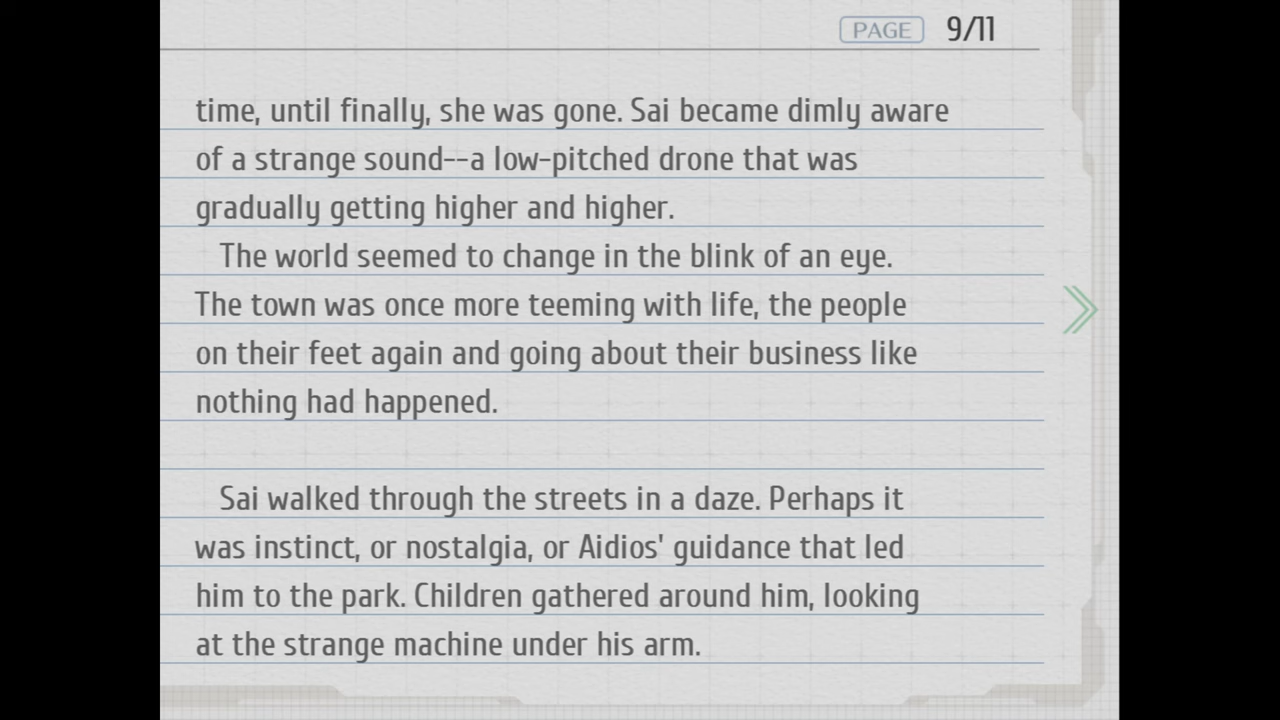 PAGE 9/11
time, until finally, she was gone. Sai became dimly aware
of a strange sound--a low-pitched drone that was
gradually getting higher and higher.
The world seemed to change in the blink of an eye.
The town was once more teeming with life, the people
on their feet again and going about their business like
nothing had happened.
Sai walked through the streets in a daze. Perhaps it
was instinct, or nostalgia, or Aidios' guidance that led
him to the park. Children gathered around him, looking
at the strange machine under his arm.